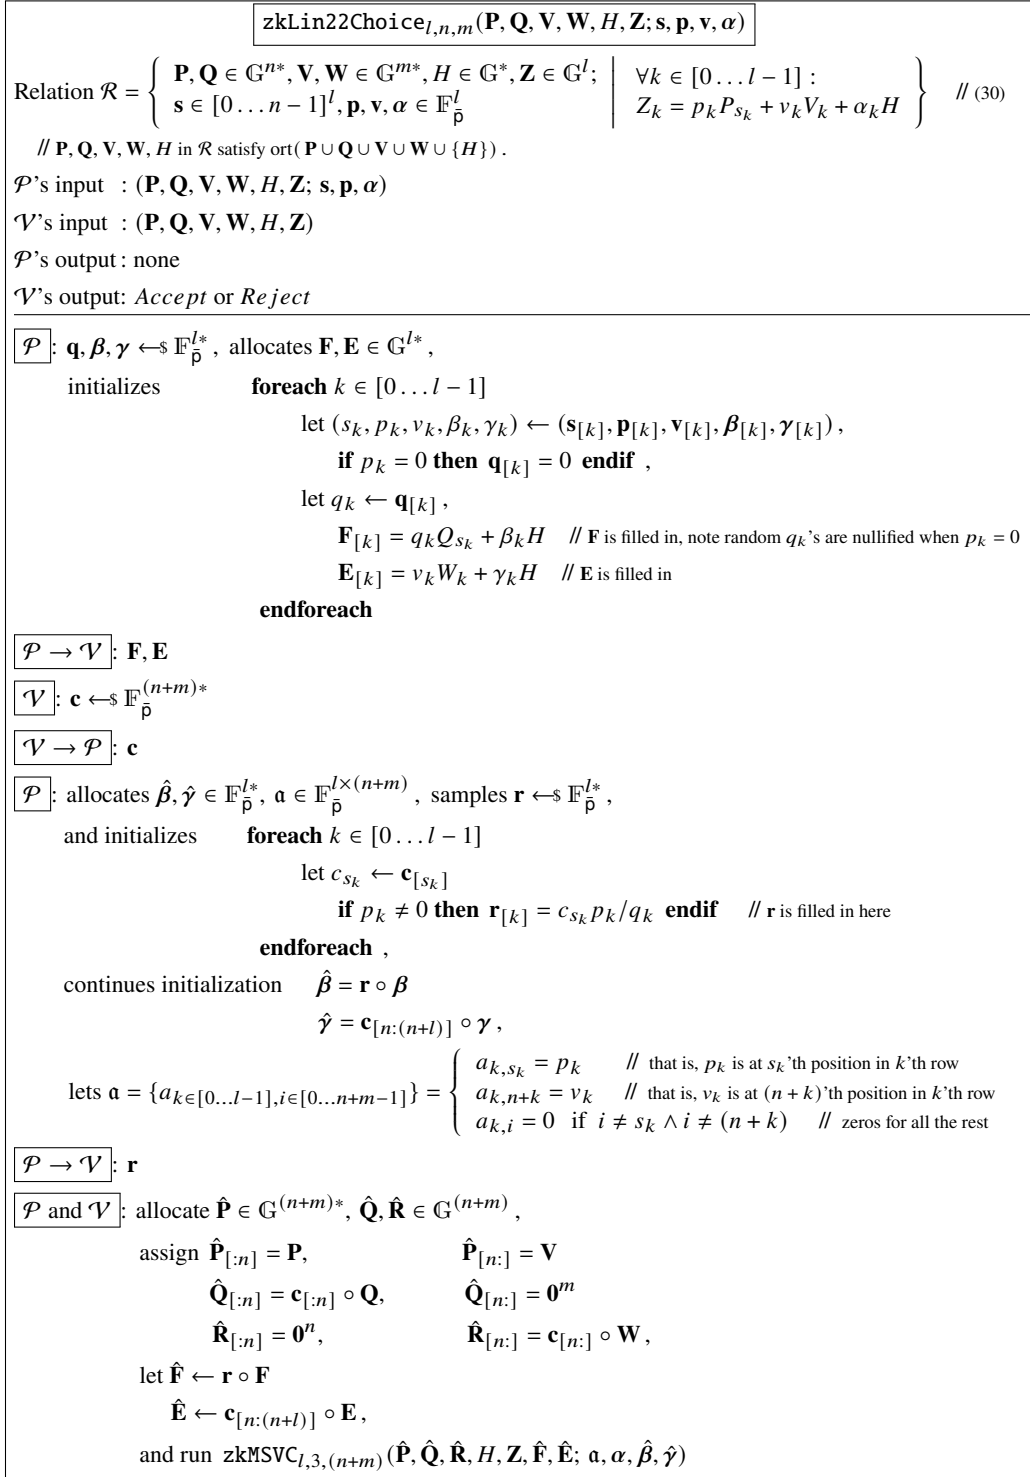 zkLin22Choice_{l,n,m}(P, Q, V, W, H, Z; s, p, v, α)
Relation ℛ = { P, Q ∈ 𝔾^{n*}, V, W ∈ 𝔾^{m*}, H ∈ 𝔾^*, Z ∈ 𝔾^l; | ∀k ∈ [0 … l − 1] :
s ∈ [0 … n − 1]^l, p, v, α ∈ 𝔽_{p̄}^l | Z_k = p_k P_{s_k} + v_k V_k + α_k H } // (30)
// P, Q, V, W, H in ℛ satisfy ort( P ∪ Q ∪ V ∪ W ∪ {H}) .
𝒫's input : (P, Q, V, W, H, Z; s, p, α)
𝒱's input : (P, Q, V, W, H, Z)
𝒫's output : none
𝒱's output: Accept or Reject
𝒫 : q, β, γ ←$ 𝔽_{p̄}^{l*} , allocates F, E ∈ 𝔾^{l*} ,
initializes foreach k ∈ [0 … l − 1]
let (s_k, p_k, v_k, β_k, γ_k) ← (s_{[k]}, p_{[k]}, v_{[k]}, β_{[k]}, γ_{[k]}) ,
if p_k = 0 then q_{[k]} = 0 endif ,
let q_k ← q_{[k]} ,
F_{[k]} = q_k Q_{s_k} + β_k H // F is filled in, note random q_k's are nullified when p_k = 0
E_{[k]} = v_k W_k + γ_k H // E is filled in
endforeach
𝒫 → 𝒱 : F, E
𝒱 : c ←$ 𝔽_{p̄}^{(n+m)*}
𝒱 → 𝒫 : c
𝒫 : allocates β̂, γ̂ ∈ 𝔽_{p̄}^{l*}, 𝔞 ∈ 𝔽_{p̄}^{l×(n+m)} , samples r ←$ 𝔽_{p̄}^{l*} ,
and initializes foreach k ∈ [0 … l − 1]
let c_{s_k} ← c_{[s_k]}
if p_k ≠ 0 then r_{[k]} = c_{s_k} p_k/q_k endif // r is filled in here
endforeach ,
continues initialization β̂ = r ∘ β
γ̂ = c_{[n:(n+l)]} ∘ γ ,
lets 𝔞 = {a_{k∈[0…l−1],i∈[0…n+m−1]}} = { a_{k,s_k} = p_k // that is, p_k is at s_k'th position in k'th row
a_{k,n+k} = v_k // that is, v_k is at (n + k)'th position in k'th row
a_{k,i} = 0 if i ≠ s_k ∧ i ≠ (n + k) // zeros for all the rest
𝒫 → 𝒱 : r
𝒫 and 𝒱 : allocate P̂ ∈ 𝔾^{(n+m)*}, Q̂, R̂ ∈ 𝔾^{(n+m)} ,
assign P̂_{[:n]} = P, P̂_{[n:]} = V
Q̂_{[:n]} = c_{[:n]} ∘ Q, Q̂_{[n:]} = 0^m
R̂_{[:n]} = 0^n, R̂_{[n:]} = c_{[n:]} ∘ W ,
let F̂ ← r ∘ F
Ê ← c_{[n:(n+l)]} ∘ E ,
and run zkMSVC_{l,3,(n+m)}(P̂, Q̂, R̂, H, Z, F̂, Ê; 𝔞, α, β̂, γ̂)